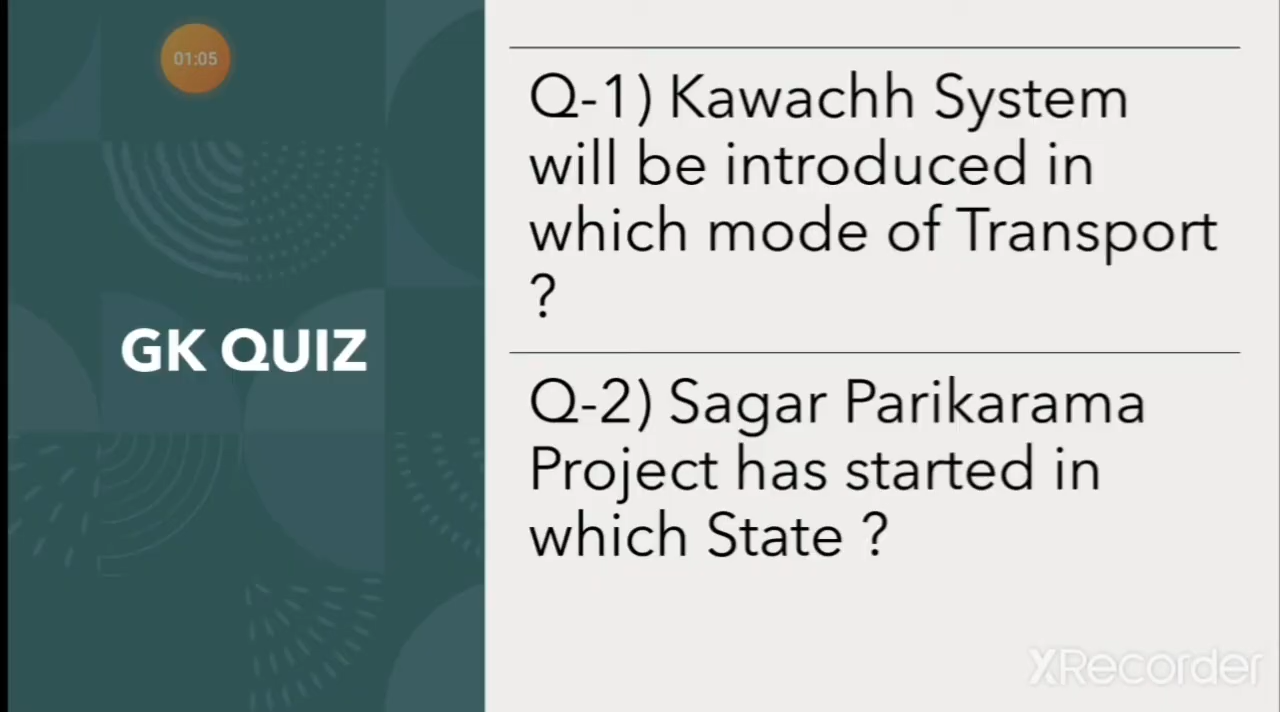 01:05
GK QUIZ
Q-1) Kawachh System
will be introduced in
which mode of Transport
?
Q-2) Sagar Parikarama
Project has started in
which State ?
XRecorder